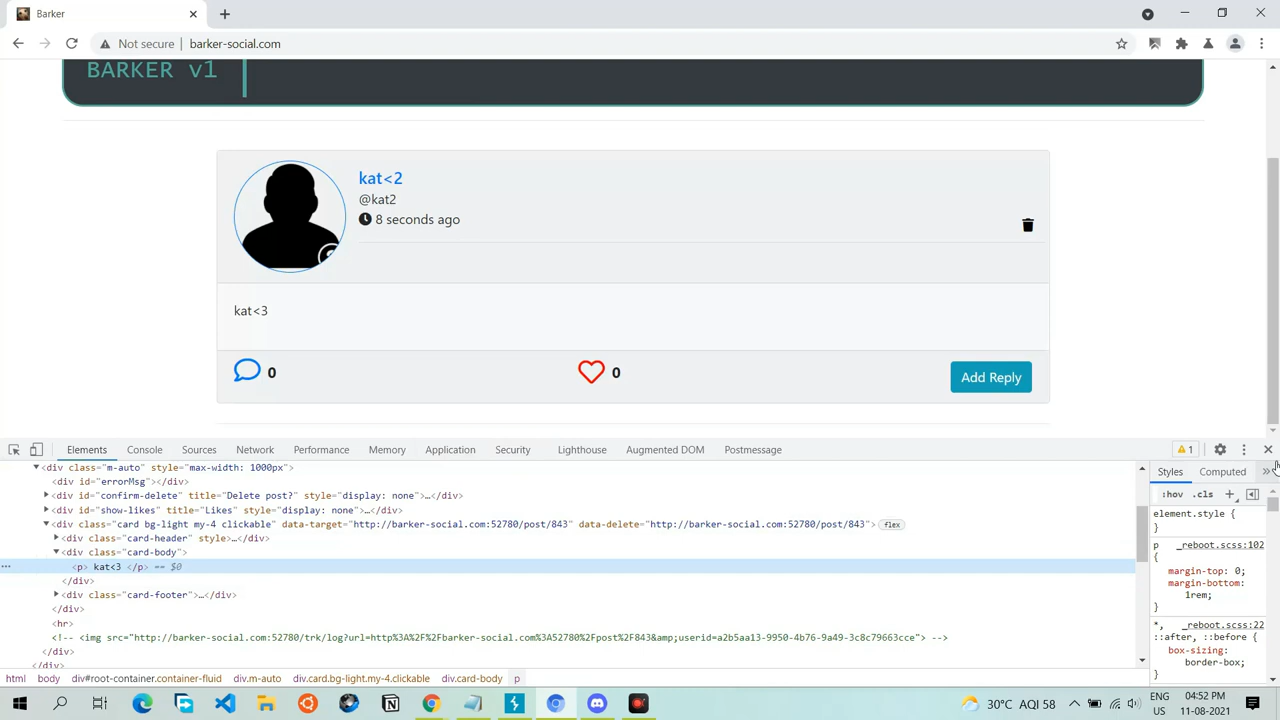 Barker
Not secure | barker-social.com
BARKER v1
kat<2
@kat2
8 seconds ago
kat<3
0
0
Add Reply
Elements Console Sources Network Performance Memory Application Security Lighthouse Augmented DOM Postmessage
1
<div class="m-auto" style="max-width: 1000px">
<div id="errorMsg"></div>
<div id="confirm-delete" title="Delete post?" style="display: none">…</div>
<div id="show-likes" title="Likes" style="display: none">…</div>
<div class="card bg-light my-4 clickable" data-target="http://barker-social.com:52780/post/843" data-delete="http://barker-social.com:52780/post/843"> flex
<div class="card-header" style>…</div>
<div class="card-body">
… <p> kat<3 </p> == $0
</div>
<div class="card-footer">…</div>
</div>
<hr>
<!-- <img src="http://barker-social.com:52780/trk/log?url=http%3A%2F%2Fbarker-social.com%3A52780%2Fpost%2F843&amp;userid=a2b5aa13-9950-4b76-9a49-3c8c79663cce"> -->
</div>
</div>
html body div#root-container.container-fluid div.m-auto div.card.bg-light.my-4.clickable div.card-body p
Styles Computed »
:hov .cls +
element.style {
}
p _reboot.scss:102
{
margin-top: 0;
margin-bottom:
1rem;
}
*, _reboot.scss:22
::after, ::before {
box-sizing:
border-box;
}
30°C AQI 58
ENG
IN
04:52 PM
11-08-2021